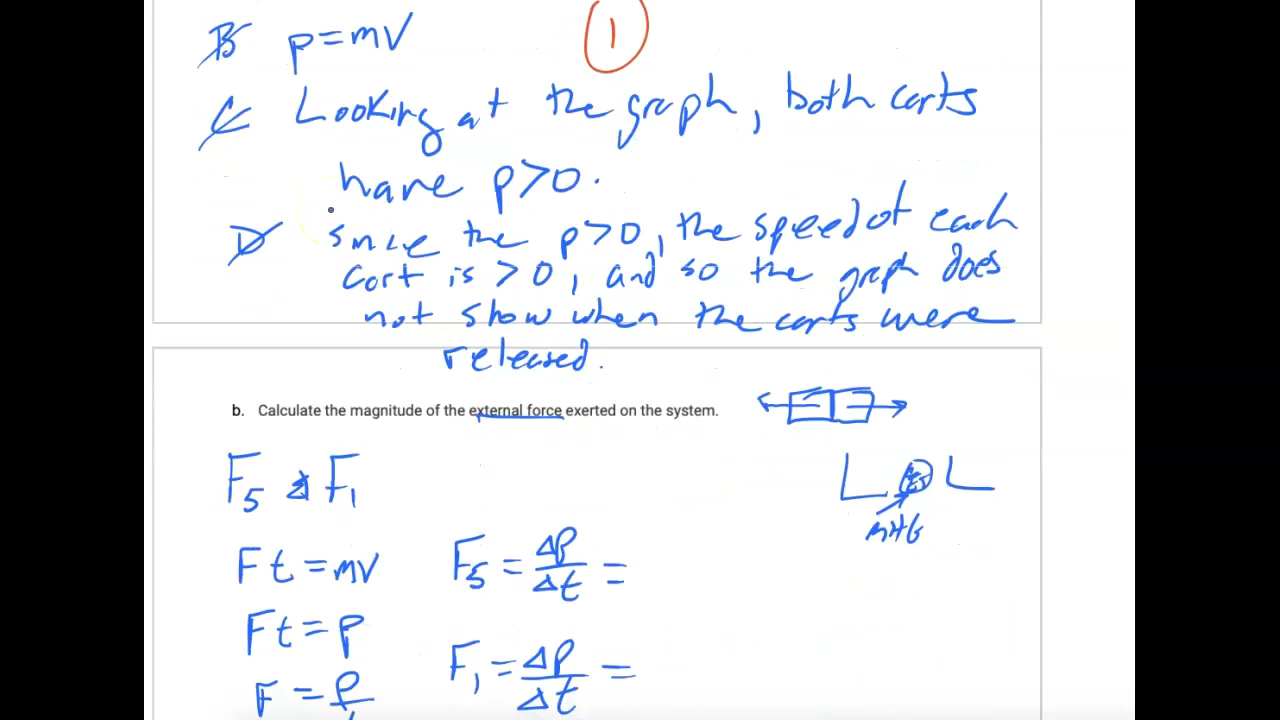 B p=mV
1
C Looking at the graph, both carts
have p>0.
D since the p>0, the speed of each
cart is >0, and so the graph does
not show when the carts were
released.
b. Calculate the magnitude of the external force exerted on the system.
F5 F1
Ft=mV F5=Δp/Δt=
Ft=p F1=Δp/Δt=
F=p/t